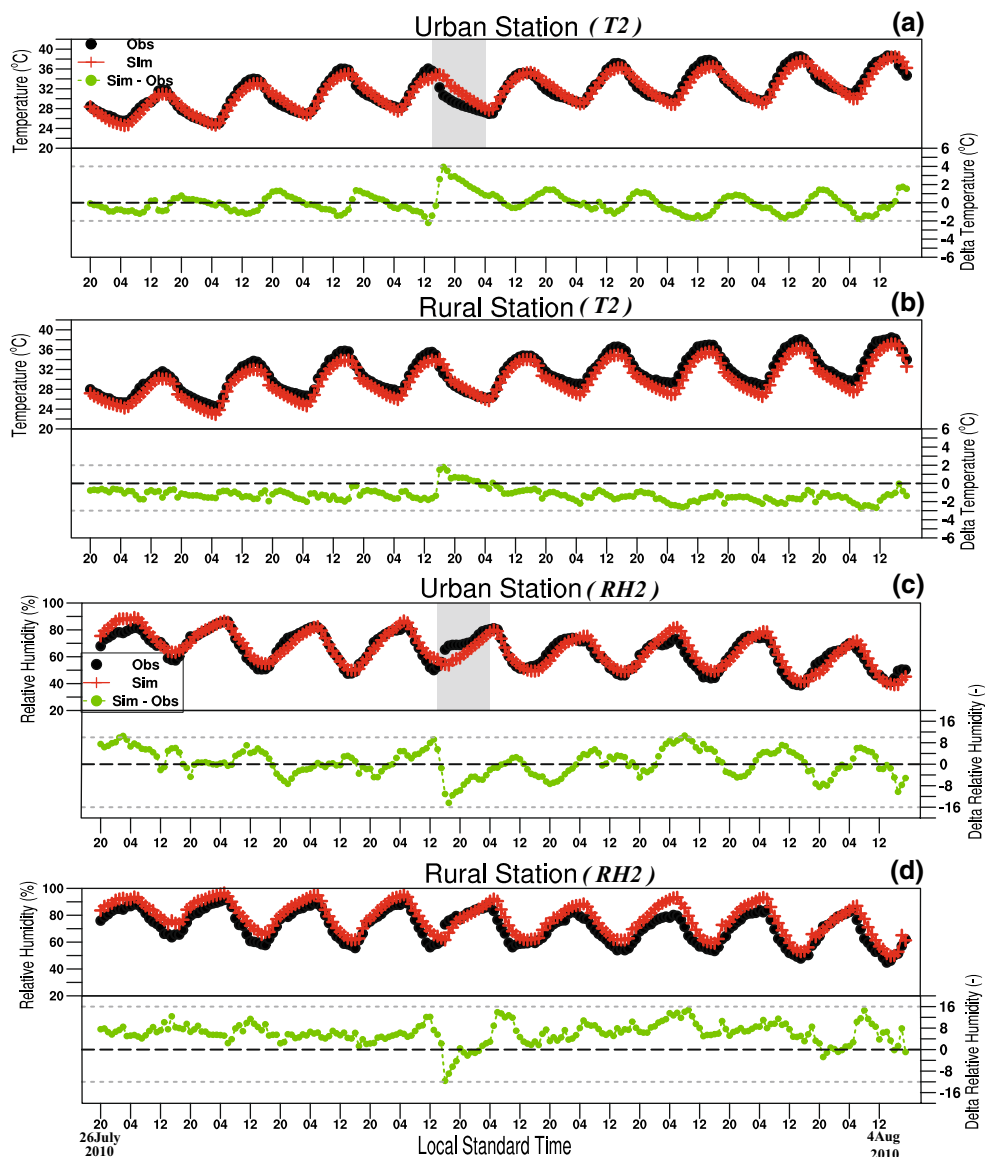 Urban Station ( T2 ) (a)
Temperature (⁰C)
40
36
32
28
24
20
Obs
SIm
Sim - Obs
6
4
2
0
-2
-4
-6
Delta Temperature (⁰C)
20 04 12 20 04 12 20 04 12 20 04 12 20 04 12 20 04 12 20 04 12 20 04 12 20 04 12
Rural Station ( T2 ) (b)
Temperature (⁰C)
40
36
32
28
24
20
6
4
2
0
-2
-4
-6
Delta Temperature (⁰C)
20 04 12 20 04 12 20 04 12 20 04 12 20 04 12 20 04 12 20 04 12 20 04 12 20 04 12
Urban Station ( RH2 ) (c)
Relative Humidity (%)
100
80
60
40
20
Obs
Sim
Sim - Obs
16
8
0
-8
-16
Delta Relative Humidity (-)
20 04 12 20 04 12 20 04 12 20 04 12 20 04 12 20 04 12 20 04 12 20 04 12 20 04 12
Rural Station ( RH2 ) (d)
Relative Humidity (%)
100
80
60
40
20
16
8
0
-8
-16
Delta Relative Humidity (-)
20 04 12 20 04 12 20 04 12 20 04 12 20 04 12 20 04 12 20 04 12 20 04 12 20 04 12
26July
2010
Local Standard Time
4Aug
2010